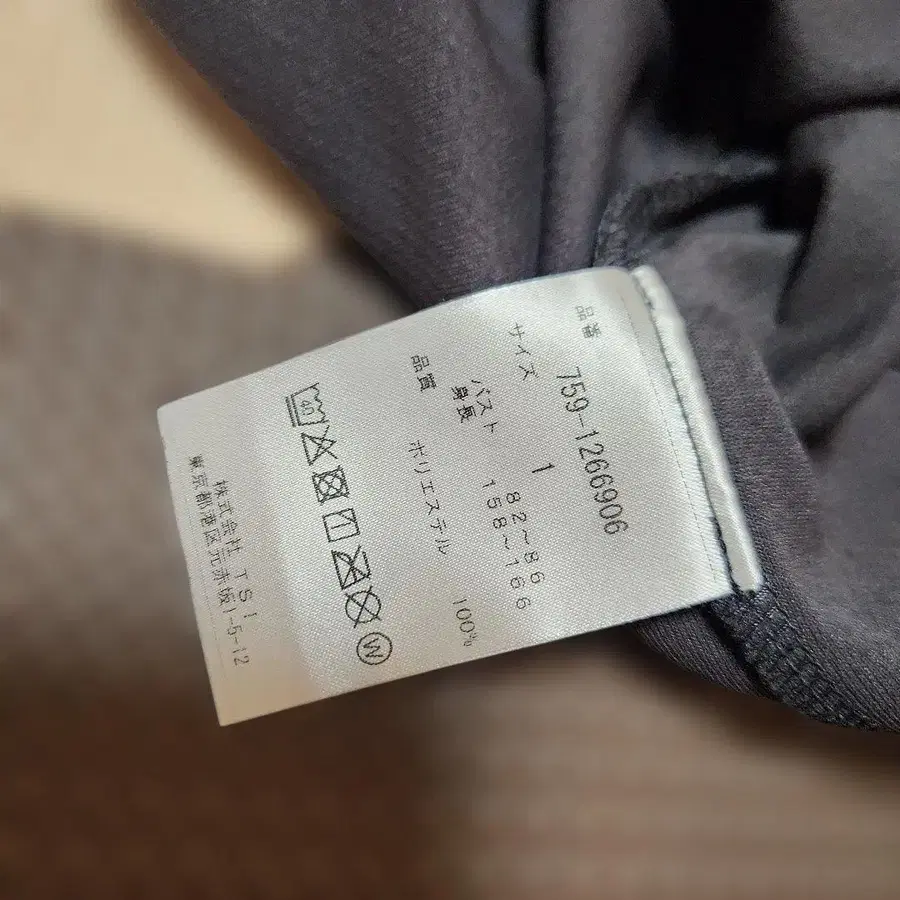 品番 759-1266906
サイズ 1
バスト 82~86
身長 158~166
品質 ポリエステル 100%
40
W
株式会社 TSI
東京都港区元赤坂1-5-12